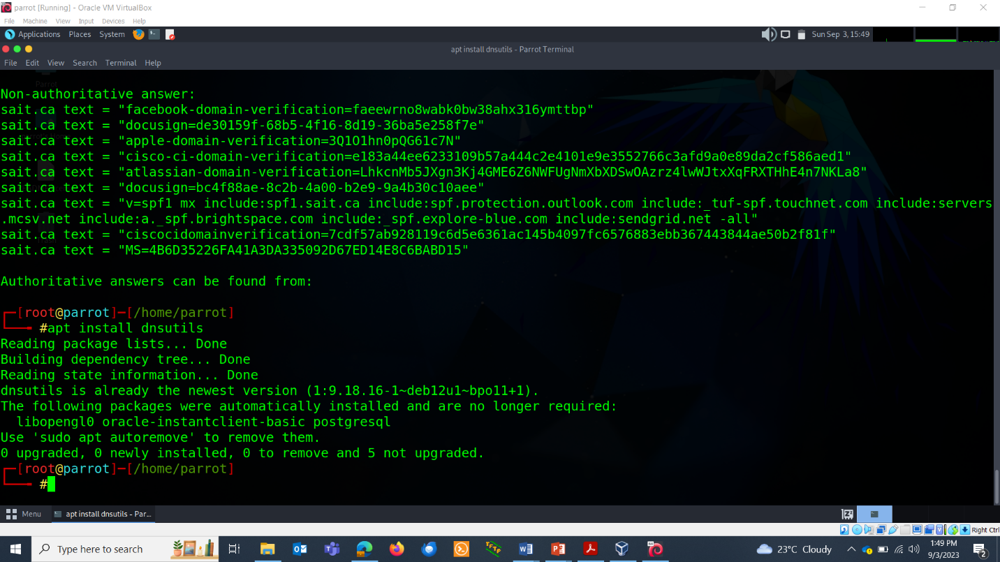 parrot [Running] - Oracle VM VirtualBox
File Machine View Input Devices Help
Applications Places System Sun Sep 3, 15:49
apt install dnsutils - Parrot Terminal
File Edit View Search Terminal Help
Parrot
Non-authoritative answer:
sait.ca text = "facebook-domain-verification=faeewrno8wabk0bw38ahx316ymttbp"
sait.ca text = "docusign=de30159f-68b5-4f16-8d19-36ba5e258f7e"
sait.ca text = "apple-domain-verification=3Q1O1hn0pQG61c7N"
sait.ca text = "cisco-ci-domain-verification=e183a44ee6233109b57a444c2e4101e9e3552766c3afd9a0e89da2cf586aed1"
sait.ca text = "atlassian-domain-verification=LhkcnMb5JXgn3Kj4GME6Z6NWFUgNmXbXDSwOAzrz4lwWJtxXqFRXTHhE4n7NKLa8"
sait.ca text = "docusign=bc4f88ae-8c2b-4a00-b2e9-9a4b30c10aee"
sait.ca text = "v=spf1 mx include:spf1.sait.ca include:spf.protection.outlook.com include:_tuf-spf.touchnet.com include:servers
.mcsv.net include:a._spf.brightspace.com include:_spf.explore-blue.com include:sendgrid.net -all"
sait.ca text = "ciscocidomainverification=7cdf57ab928119c6d5e6361ac145b4097fc6576883ebb367443844ae50b2f81f"
sait.ca text = "MS=4B6D35226FA41A3DA335092D67ED14E8C6BABD15"
Authoritative answers can be found from:
[root@parrot]─[/home/parrot]
#apt install dnsutils
Reading package lists... Done
Building dependency tree... Done
Reading state information... Done
dnsutils is already the newest version (1:9.18.16-1~deb12u1~bpo11+1).
The following packages were automatically installed and are no longer required:
libopengl0 oracle-instantclient-basic postgresql
Use 'sudo apt autoremove' to remove them.
0 upgraded, 0 newly installed, 0 to remove and 5 not upgraded.
[root@parrot]─[/home/parrot]
#
Menu apt install dnsutils - Par...
Right Ctrl
Type here to search TFTP 23°C Cloudy 1:49 PM
9/3/2023 2